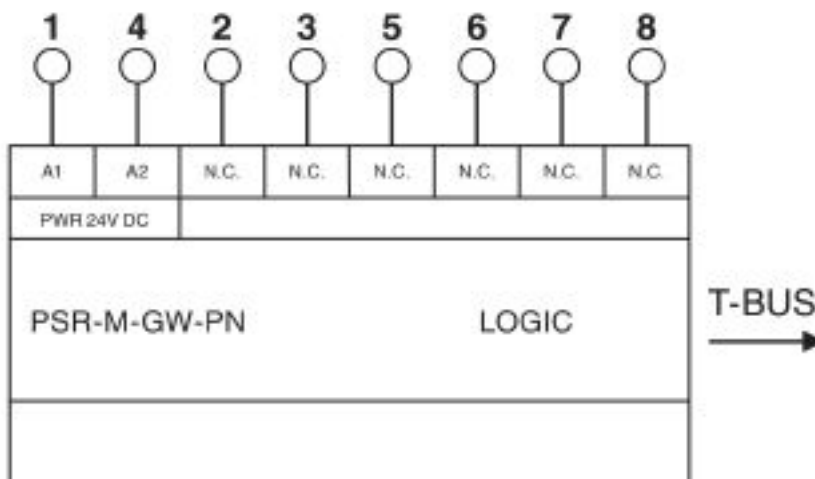 1 4 2 3 5 6 7 8
A1 A2 N.C. N.C. N.C. N.C. N.C. N.C.
PWR 24V DC
PSR-M-GW-PN LOGIC
T-BUS